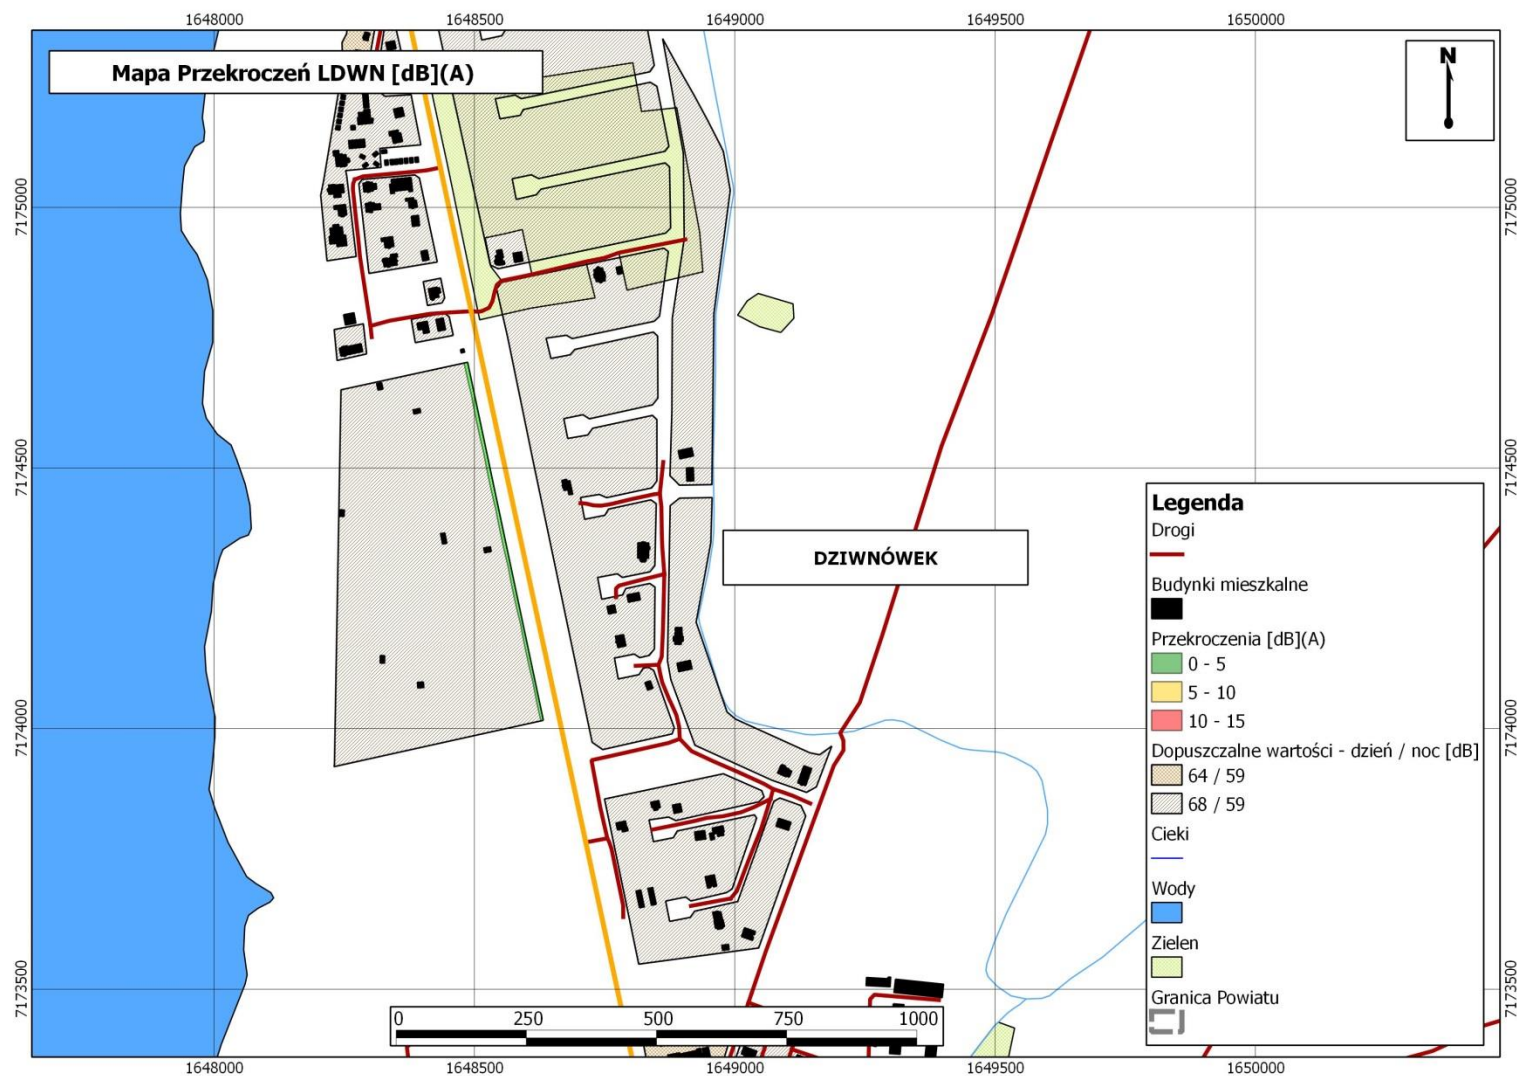 1648000 1648500 1649000 1649500 1650000
Mapa Przekroczeń LDWN [dB](A)
N
7175000 7175000
7174500 7174500
DZIWNÓWEK
Legenda
Drogi
Budynki mieszkalne
Przekroczenia [dB](A)
0 - 5
5 - 10
10 - 15
Dopuszczalne wartości - dzień / noc [dB]
64 / 59
68 / 59
Cieki
Wody
Zielen
Granica Powiatu
7174000 7174000
7173500 7173500
0 250 500 750 1000
1648000 1648500 1649000 1649500 1650000